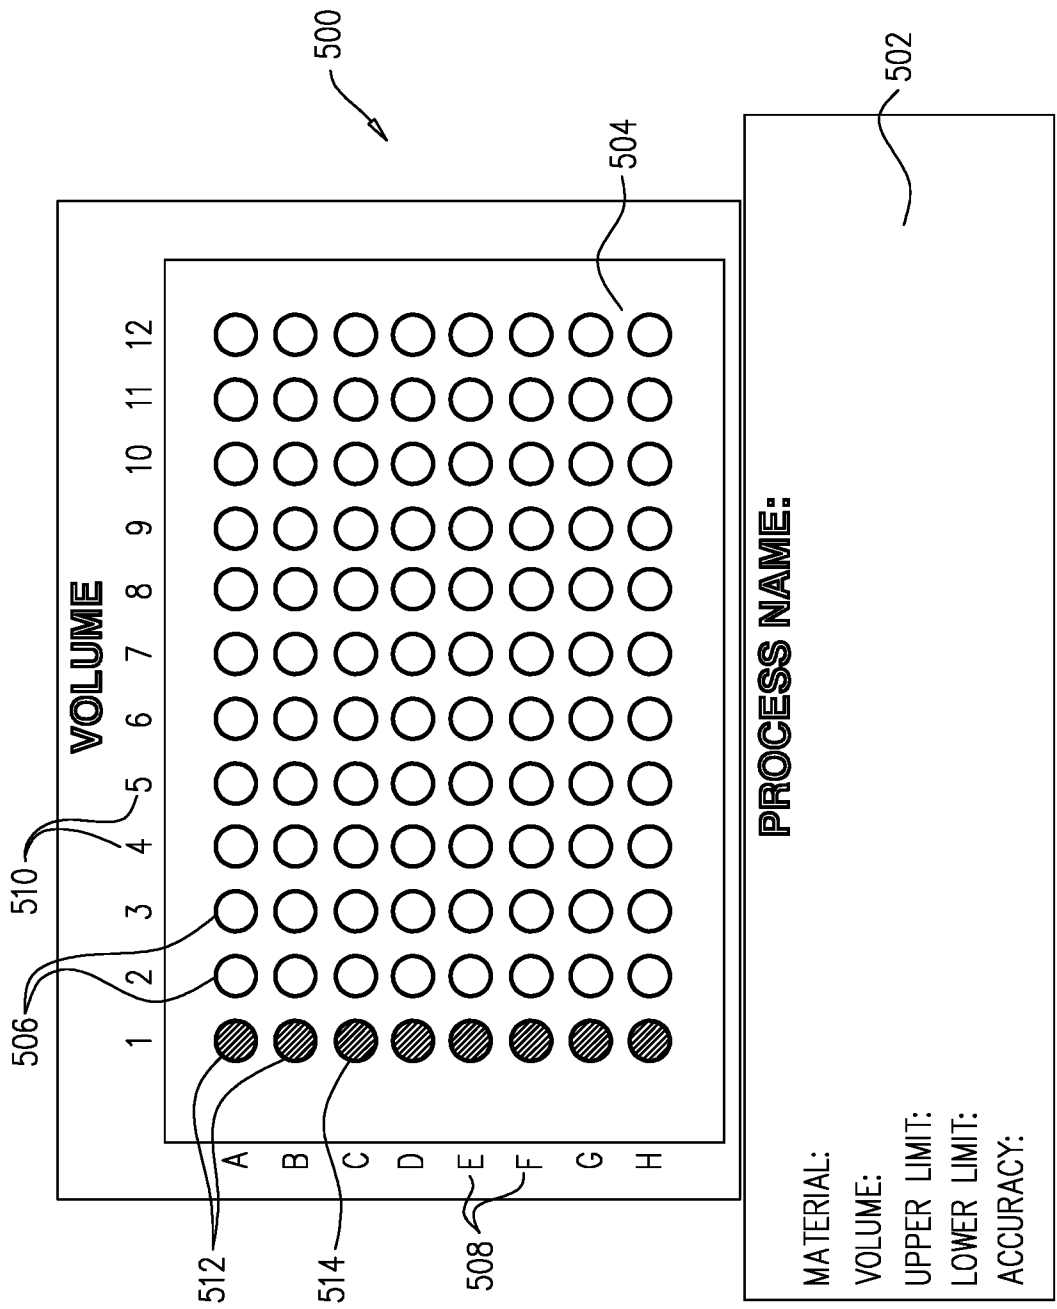 500
VOLUME
510
506
1 2 3 4 5 6 7 8 9 10 11 12
A
B
C
D
E
F
G
H
512
514
508
504
PROCESS NAME:
502
MATERIAL:
VOLUME:
UPPER LIMIT:
LOWER LIMIT:
ACCURACY: